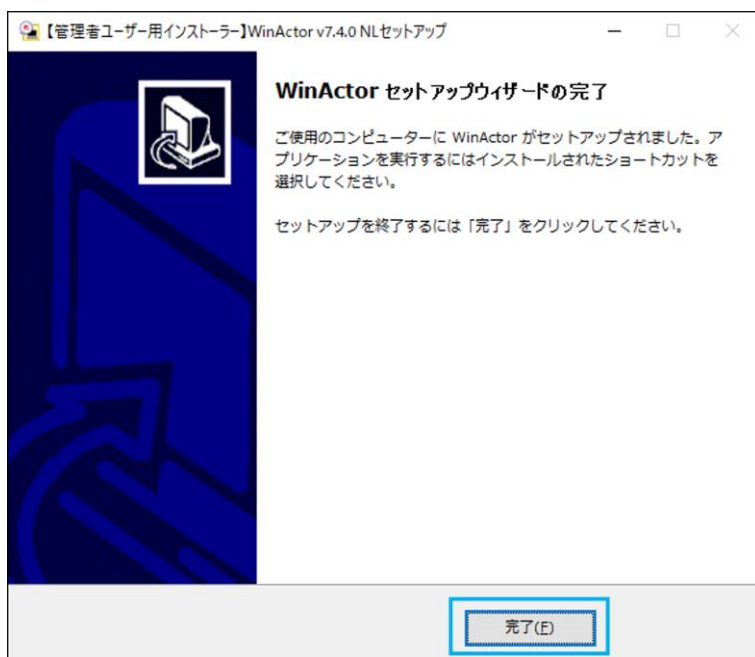 【管理者ユーザー用インストーラー】WinActor v7.4.0 NLセットアップ
WinActor セットアップウィザードの完了
ご使用のコンピューターに WinActor がセットアップされました。ア
プリケーションを実行するにはインストールされたショートカットを
選択してください。
セットアップを終了するには「完了」をクリックしてください。
完了(F)